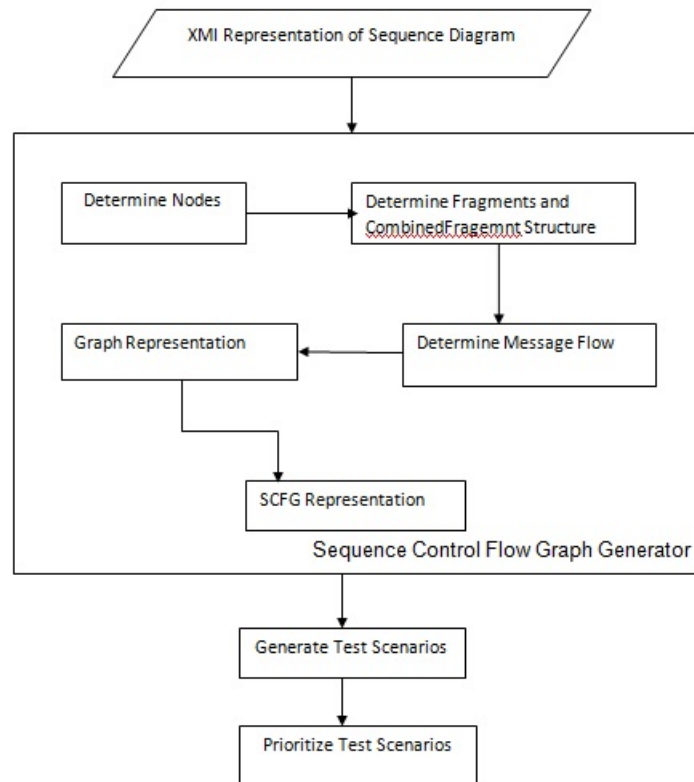 XMI Representation of Sequence Diagram
Determine Nodes
Determine Fragments and
CombinedFragemnt Structure
Graph Representation
Determine Message Flow
SCFG Representation
Sequence Control Flow Graph Generator
Generate Test Scenarios
Prioritize Test Scenarios